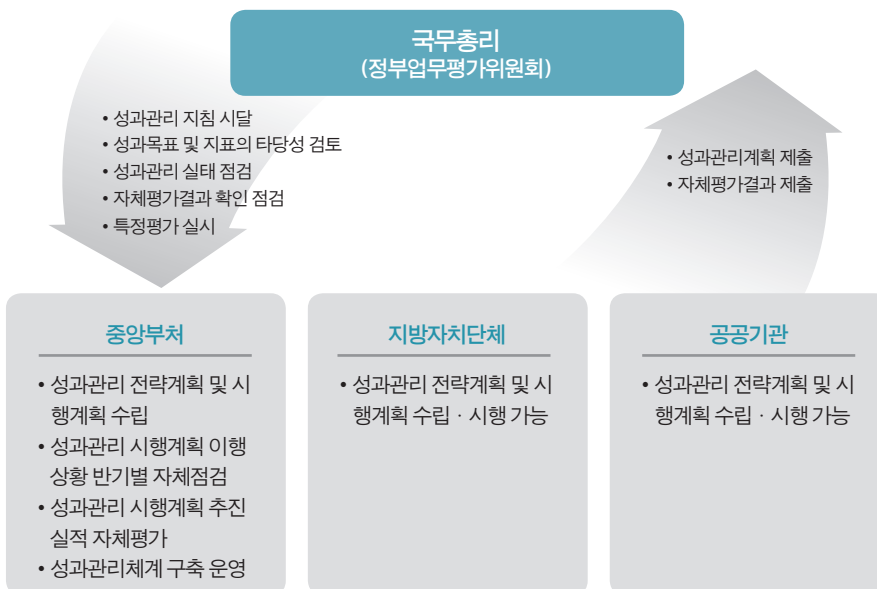 국무총리
(정부업무평가위원회)
• 성과관리 지침 시달
• 성과목표 및 지표의 타당성 검토
• 성과관리 실태 점검
• 자체평가결과 확인 점검
• 특정평가 실시
• 성과관리계획 제출
• 자체평가결과 제출
중앙부처
• 성과관리 전략계획 및 시
행계획 수립
• 성과관리 시행계획 이행
상황 반기별 자체점검
• 성과관리 시행계획 추진
실적 자체평가
• 성과관리체계 구축 운영
지방자치단체
• 성과관리 전략계획 및 시
행계획 수립 · 시행 가능
공공기관
• 성과관리 전략계획 및 시
행계획 수립 · 시행 가능